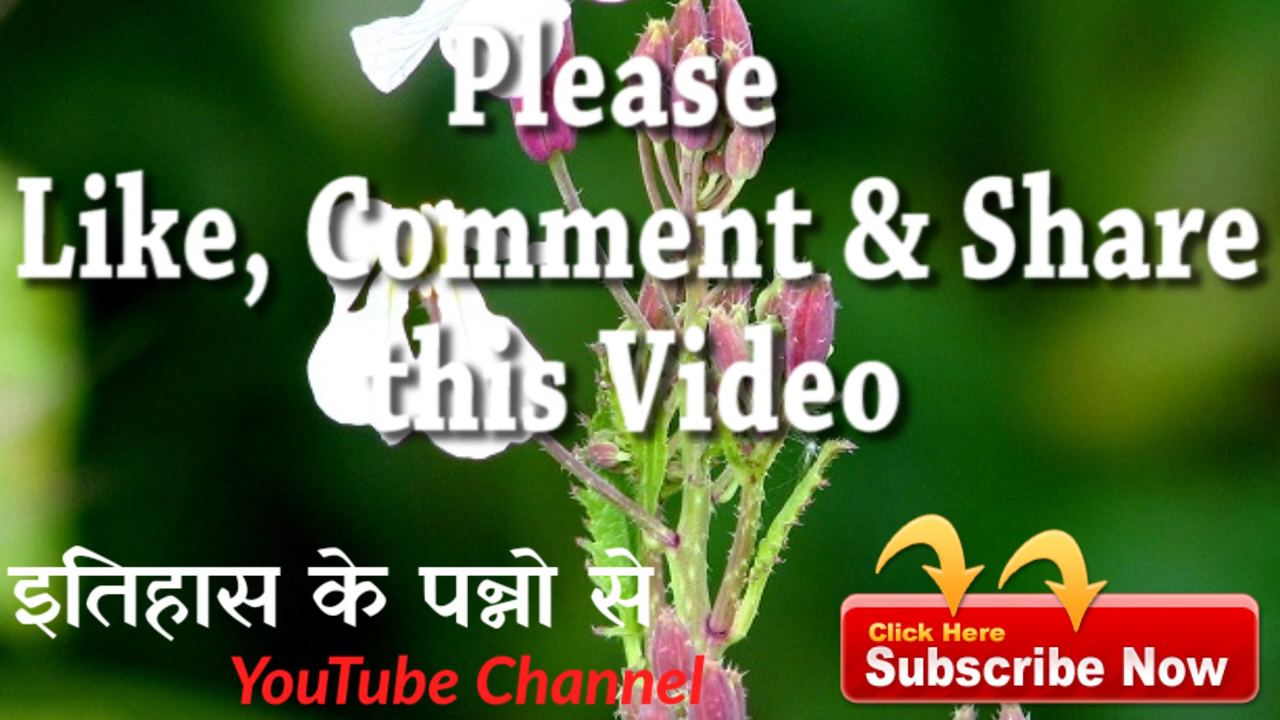 Please
Like, Comment & Share
this Video
इतिहास के पन्नो से
YouTube Channel
Click Here
Subscribe Now